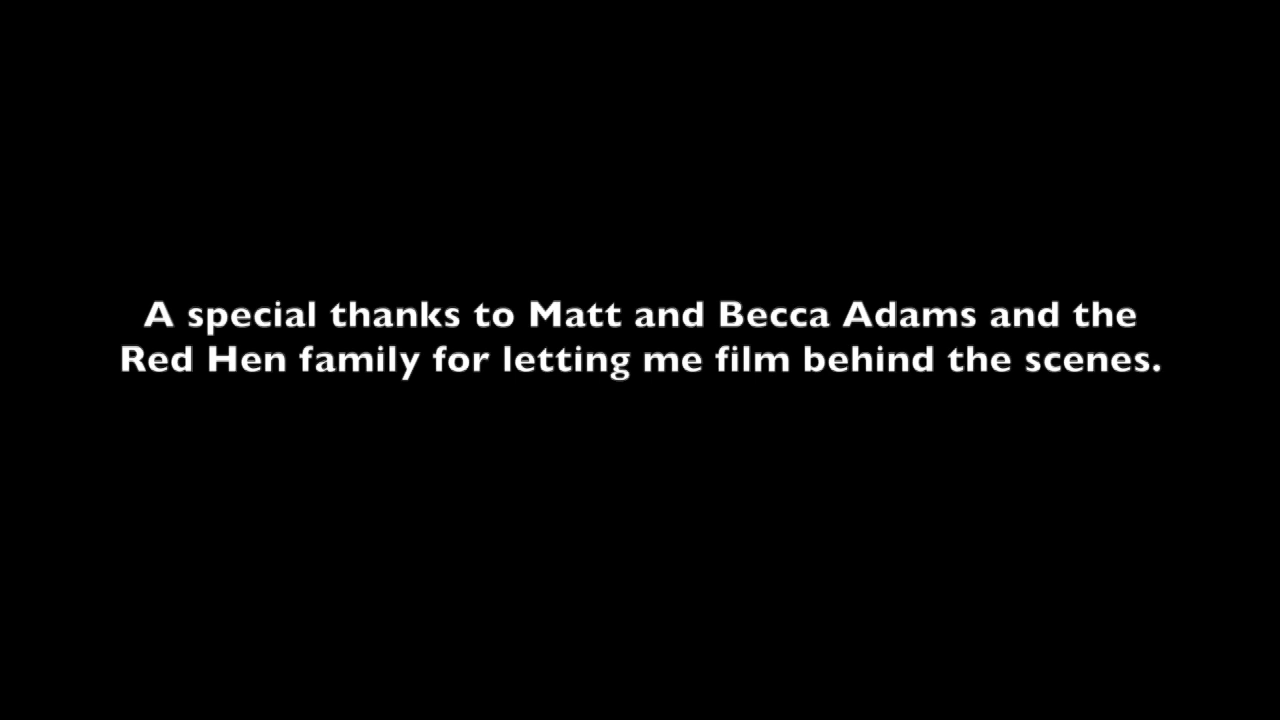 A special thanks to Matt and Becca Adams and the
Red Hen family for letting me film behind the scenes.